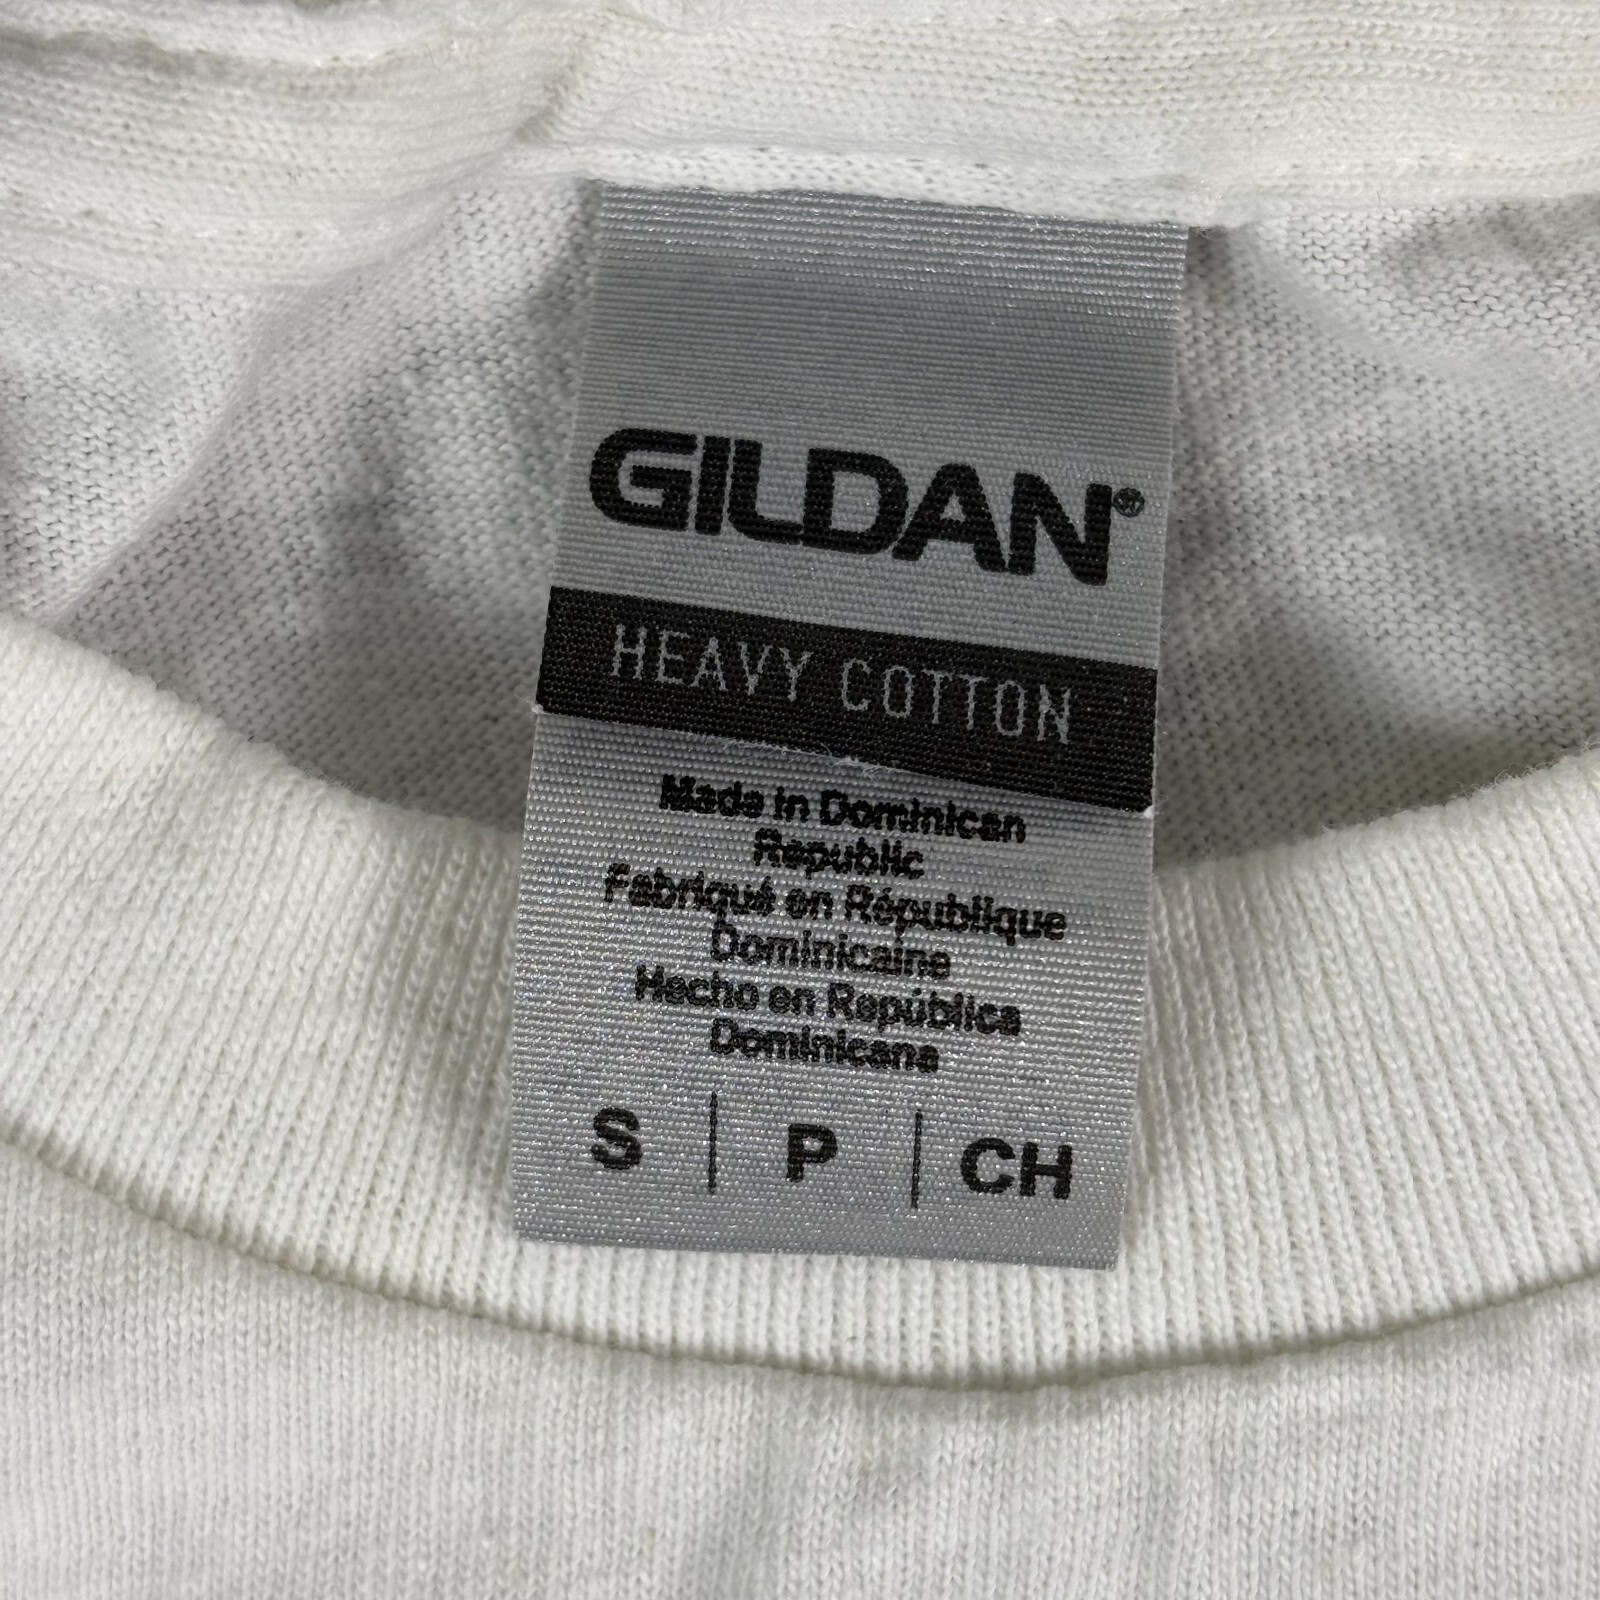 GILDAN®
HEAVY COTTON
Made in Dominican
Republic
Fabriqué en République
Dominicaine
Hecho en República
Dominicana
S | P | CH